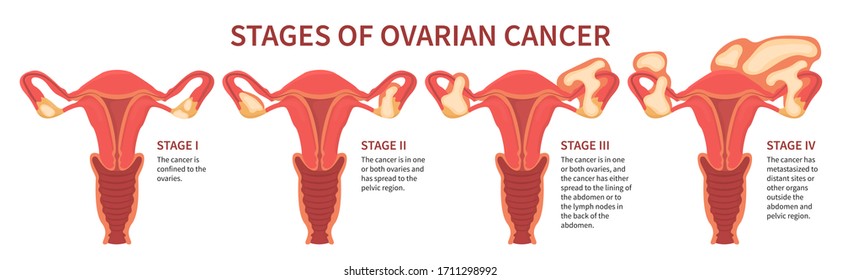 STAGES OF OVARIAN CANCER
STAGE I
The cancer is
confined to the
ovaries.
STAGE II
The cancer is in one
or both ovaries and
has spread to the
pelvic region.
STAGE III
The cancer is in one
or both ovaries, and
the cancer has either
spread to the lining of
the abdomen or to
the lymph nodes in
the back of the
abdomen.
STAGE IV
The cancer has
metastasized to
distant sites or
other organs
outside the
abdomen and
pelvic region.
shutterstock.com · 1711298992